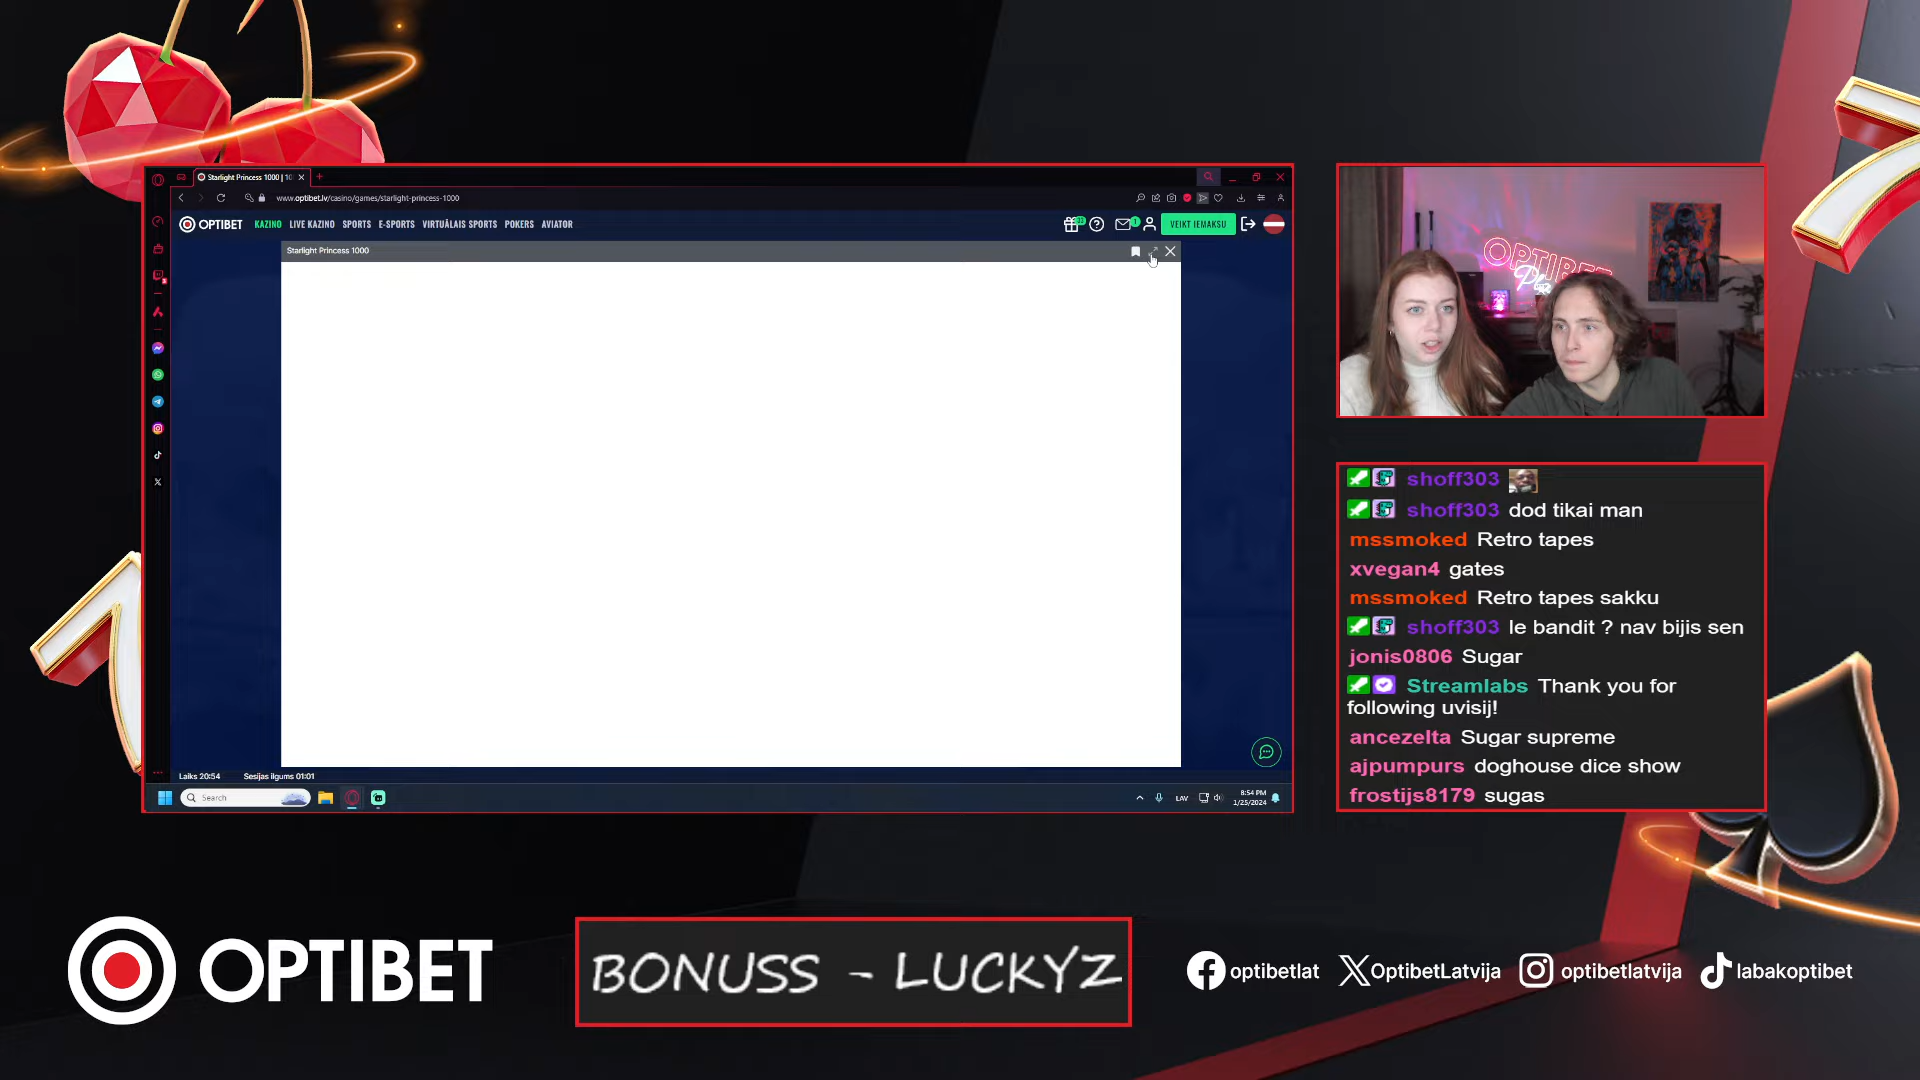 Starlight Princess 1000 | 10
www.optibet.lv/casino/games/starlight-princess-1000
OPTIBET
KAZINO LIVE KAZINO SPORTS E-SPORTS VIRTUĀLAIS SPORTS POKERS AVIATOR
VEIKT IEMAKSU
Starlight Princess 1000
Laiks 20:54 Sesijas ilgums 01:01
Search
LAV
8:54 PM
1/25/2024
OPTIBET
shoff303
shoff303 dod tikai man
mssmoked Retro tapes
xvegan4 gates
mssmoked Retro tapes sakku
shoff303 le bandit ? nav bijis sen
jonis0806 Sugar
Streamlabs Thank you for
following uvisij!
ancezelta Sugar supreme
ajpumpurs doghouse dice show
frostijs8179 sugas
OPTIBET
BONUSS - LUCKYZ
optibetlat
OptibetLatvija
optibetlatvija
labakoptibet